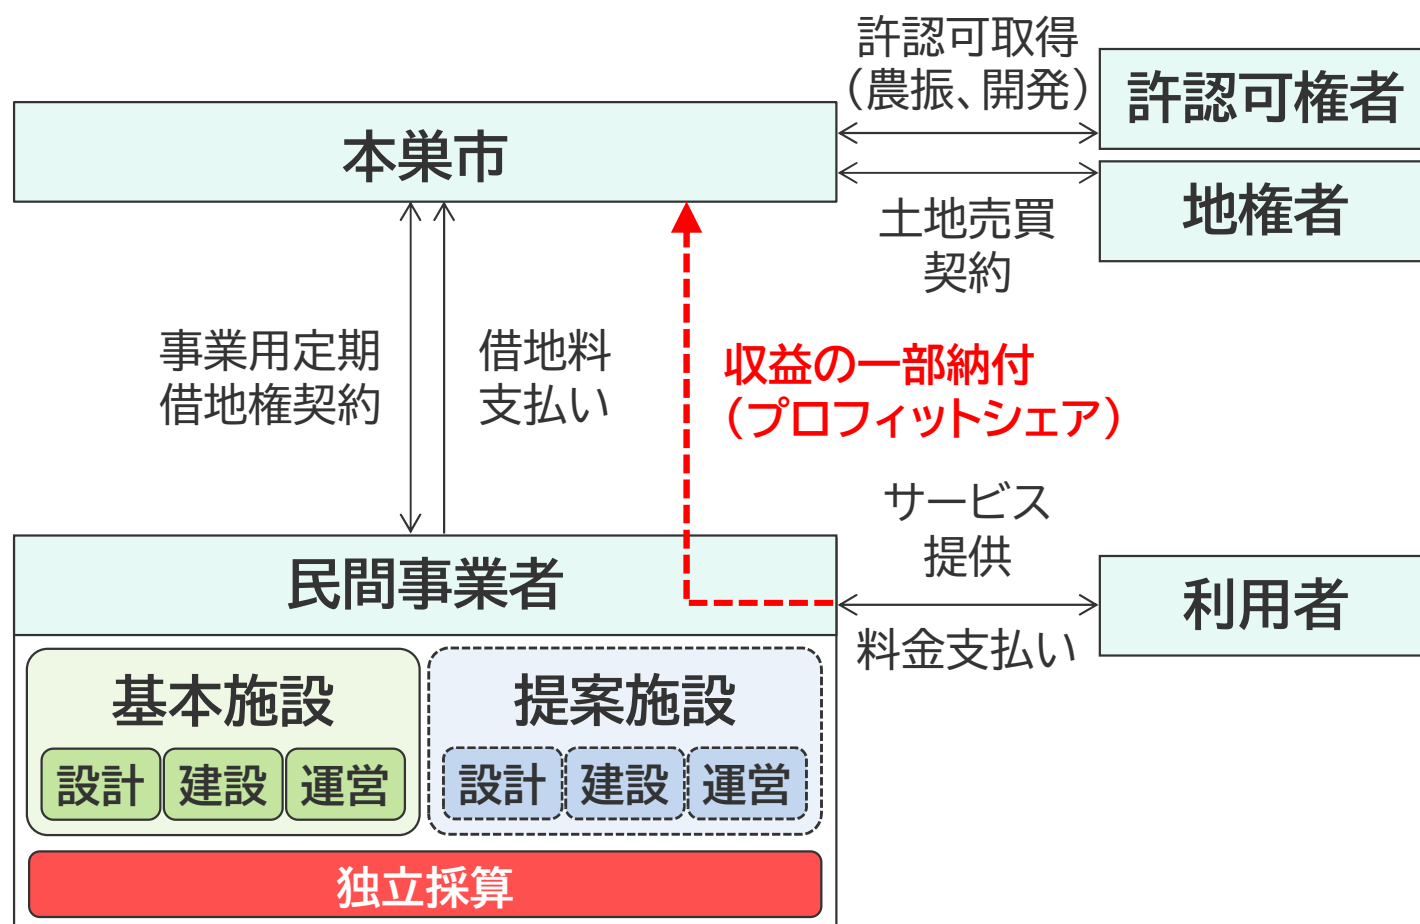 許認可取得
（農振、開発）
許認可権者
本巣市
地権者
土地売買
契約
事業用定期
借地権契約
借地料
支払い
収益の一部納付
（プロフィットシェア）
サービス
提供
民間事業者
利用者
料金支払い
基本施設
提案施設
設計
建設
運営
設計
建設
運営
独立採算